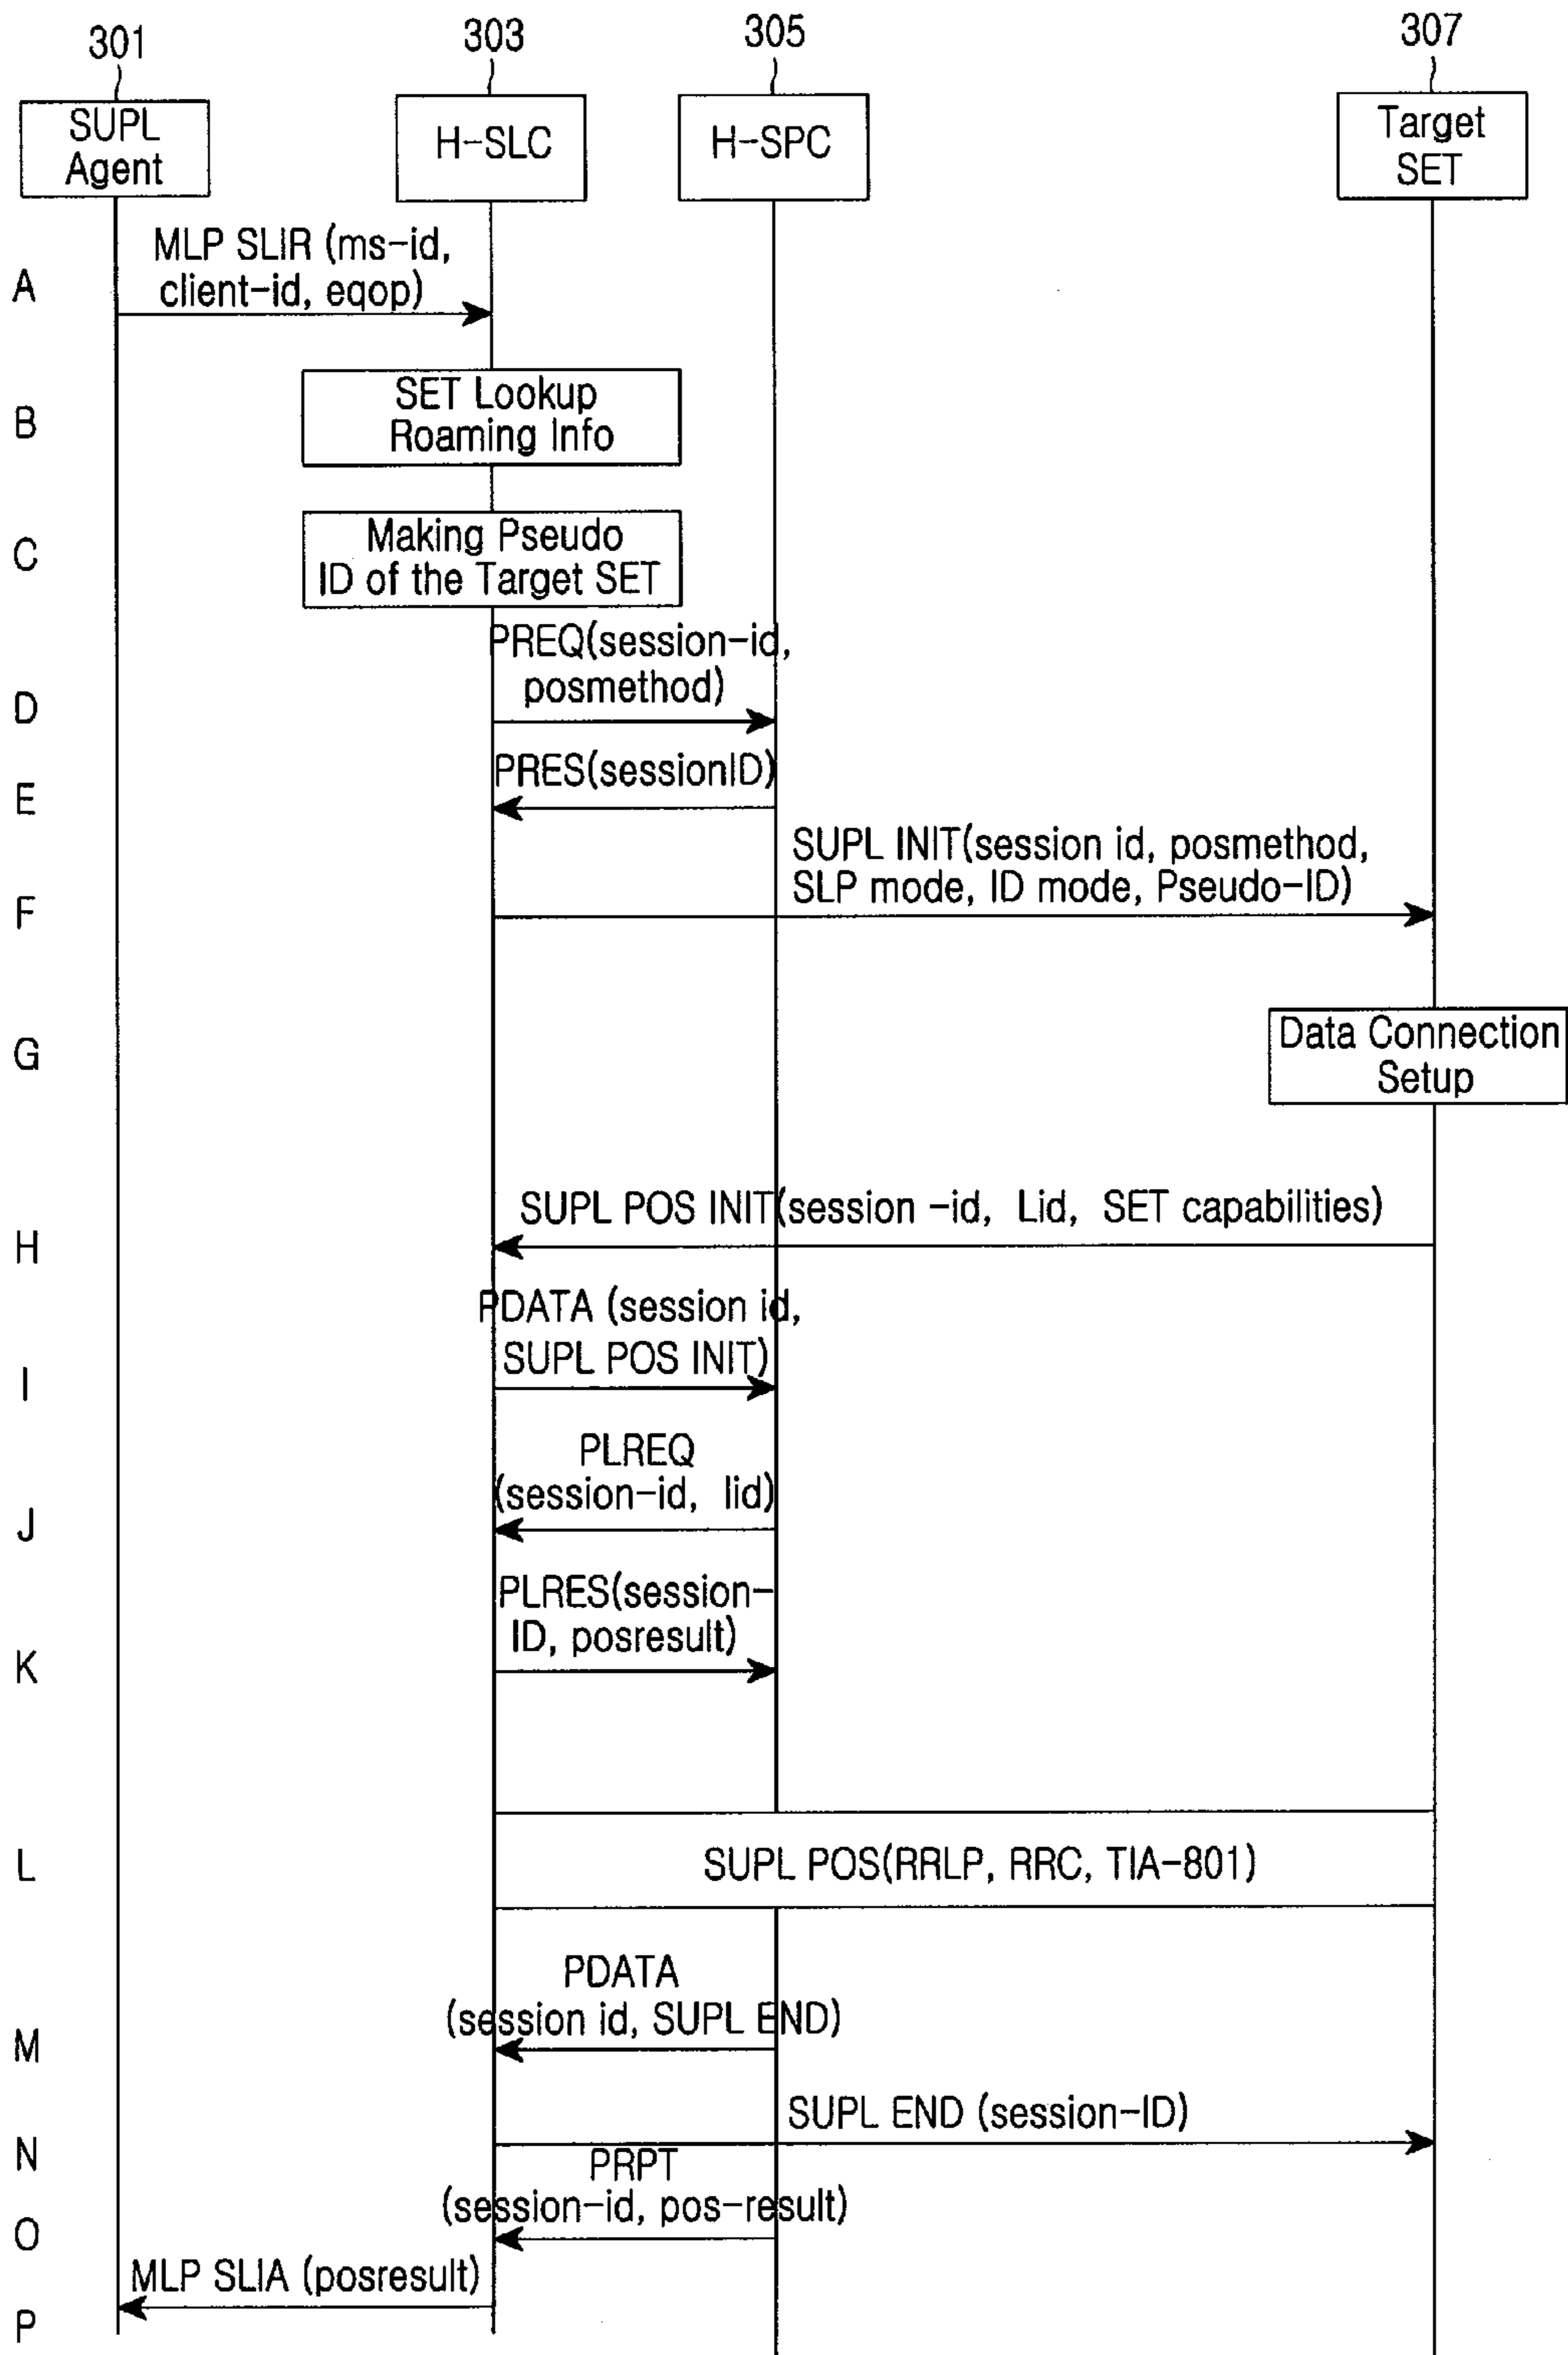 301
303
305
307
SUPL
Agent
H-SLC
H-SPC
Target
SET
MLP SLIR (ms-id,
client-id, eqop)
A
SET Lookup
Roaming Info
B
Making Pseudo
ID of the Target SET
C
PREQ(session-id,
posmethod)
D
PRES(sessionID)
E
SUPL INIT(session id, posmethod,
SLP mode, ID mode, Pseudo-ID)
F
Data Connection
Setup
G
SUPL POS INIT(session -id, Lid, SET capabilities)
H
PDATA (session id,
SUPL POS INIT)
I
PLREQ
(session-id, lid)
J
PLRES(session-
ID, posresult)
K
L
SUPL POS(RRLP, RRC, TIA-801)
PDATA
(session id, SUPL END)
M
SUPL END (session-ID)
N
PRPT
(session-id, pos-result)
O
MLP SLIA (posresult)
P